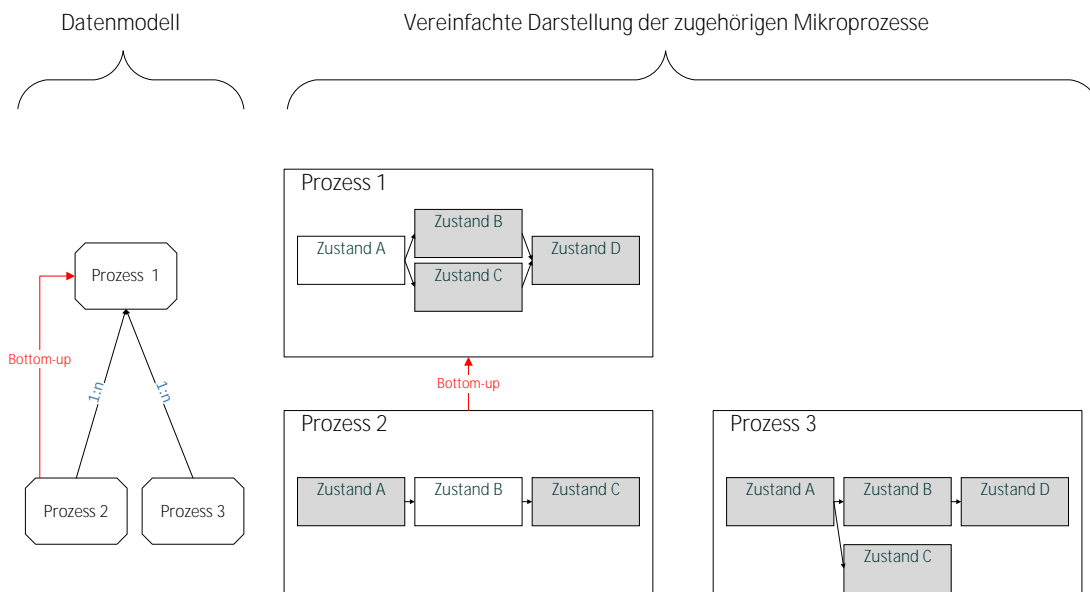 Datenmodell
Vereinfachte Darstellung der zugehörigen Mikroprozesse
Prozess 1
Bottom-up
1:n
1:n
Prozess 2
Prozess 3
Prozess 1
Zustand A
Zustand B
Zustand C
Zustand D
Bottom-up
Prozess 2
Zustand A
Zustand B
Zustand C
Prozess 3
Zustand A
Zustand B
Zustand D
Zustand C